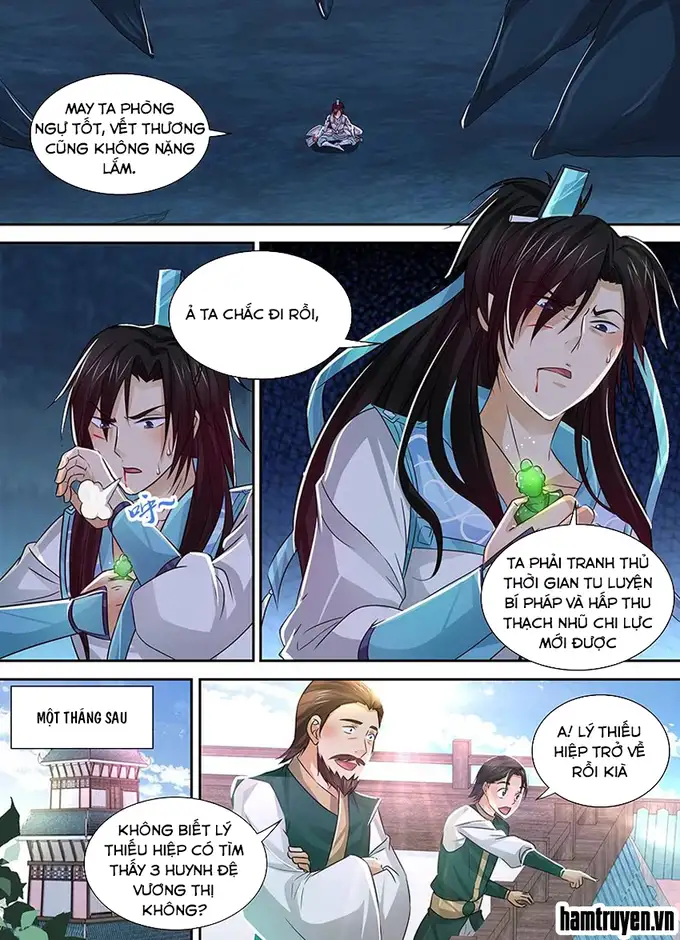 MAY TA PHÒNG
NGỰ TỐT, VẾT THƯƠNG
CŨNG KHÔNG NẶNG
LẮM.
Ả TA CHẮC ĐI RỒI,
呼~
TA PHẢI TRANH THỦ
THỜI GIAN TU LUYỆN
BÍ PHÁP VÀ HẤP THU
THẠCH NHŨ CHI LỰC
MỚI ĐƯỢC
MỘT THÁNG SAU
A! LÝ THIẾU
HIỆP TRỞ VỀ
RỒI KIÀ
KHÔNG BIẾT LÝ
THIẾU HIỆP CÓ TÌM
THẤY 3 HUYNH ĐỆ
VƯƠNG THỊ
KHÔNG?
hamtruyen.vn